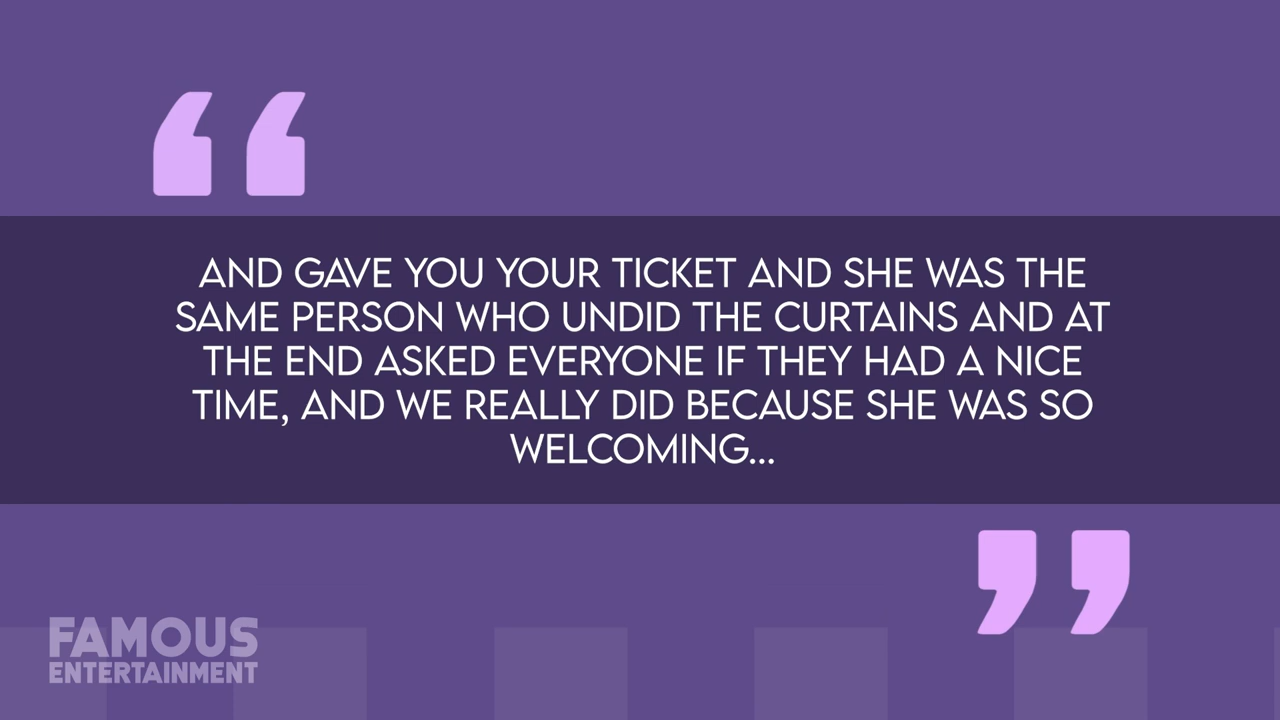 AND GAVE YOU YOUR TICKET AND SHE WAS THE
SAME PERSON WHO UNDID THE CURTAINS AND AT
THE END ASKED EVERYONE IF THEY HAD A NICE
TIME, AND WE REALLY DID BECAUSE SHE WAS SO
WELCOMING...
FAMOUS
ENTERTAINMENT